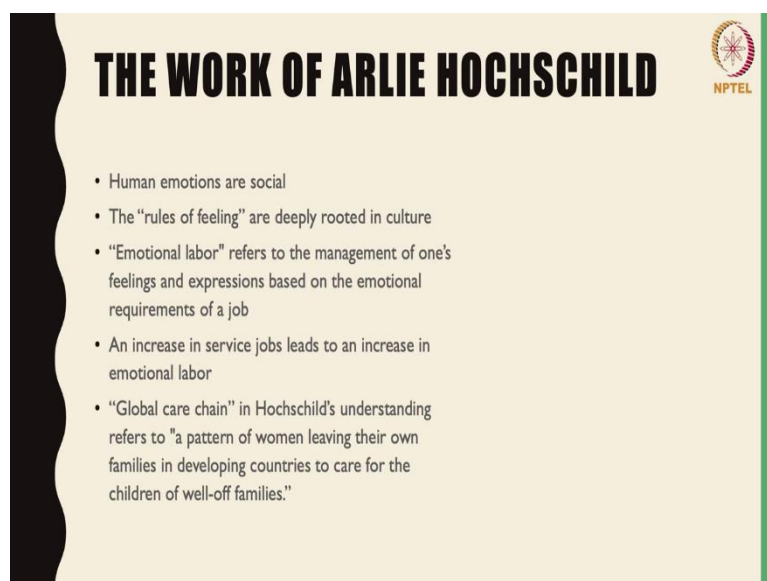 THE WORK OF ARLIE HOCHSCHILD
NPTEL
• Human emotions are social
• The “rules of feeling” are deeply rooted in culture
• “Emotional labor" refers to the management of one’s
feelings and expressions based on the emotional
requirements of a job
• An increase in service jobs leads to an increase in
emotional labor
• “Global care chain” in Hochschild’s understanding
refers to "a pattern of women leaving their own
families in developing countries to care for the
children of well-off families.”